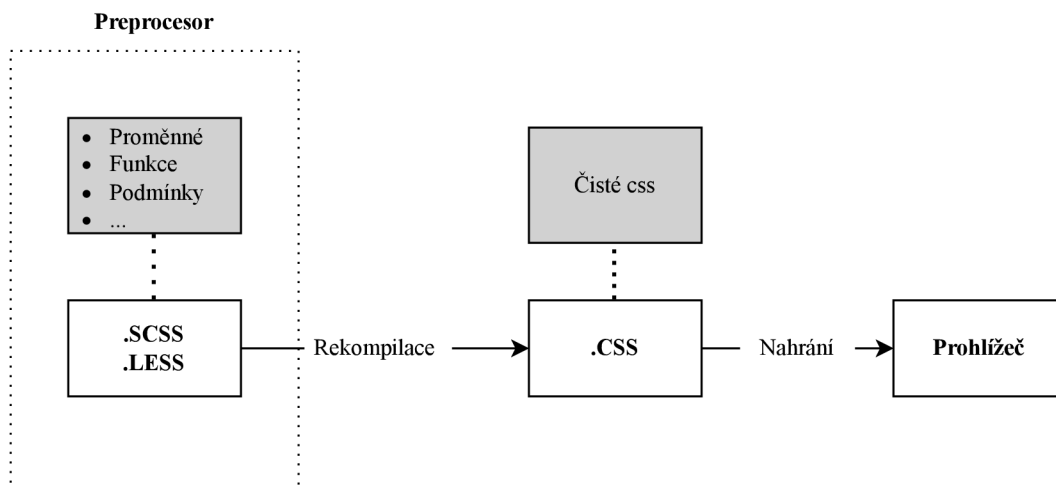 Preprocesor
• Proměnné
• Funkce
• Podmínky
• ...
Čisté css
.SCSS
.LESS
Rekompilace
.CSS
Nahrání
Prohlížeč